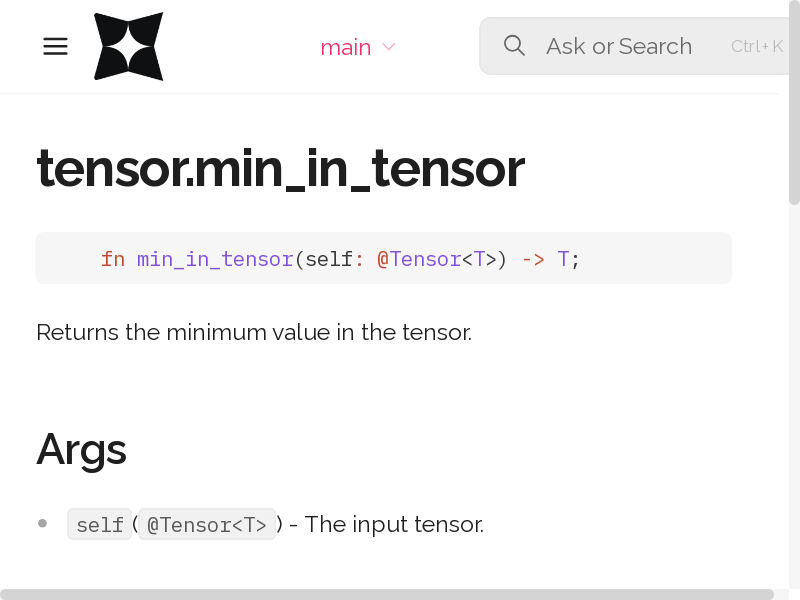 main
Ask or Search
Ctrl+K
tensor.min_in_tensor
fn min_in_tensor(self: @Tensor<T>) -> T;
Returns the minimum value in the tensor.
Args
self(@Tensor<T>) - The input tensor.